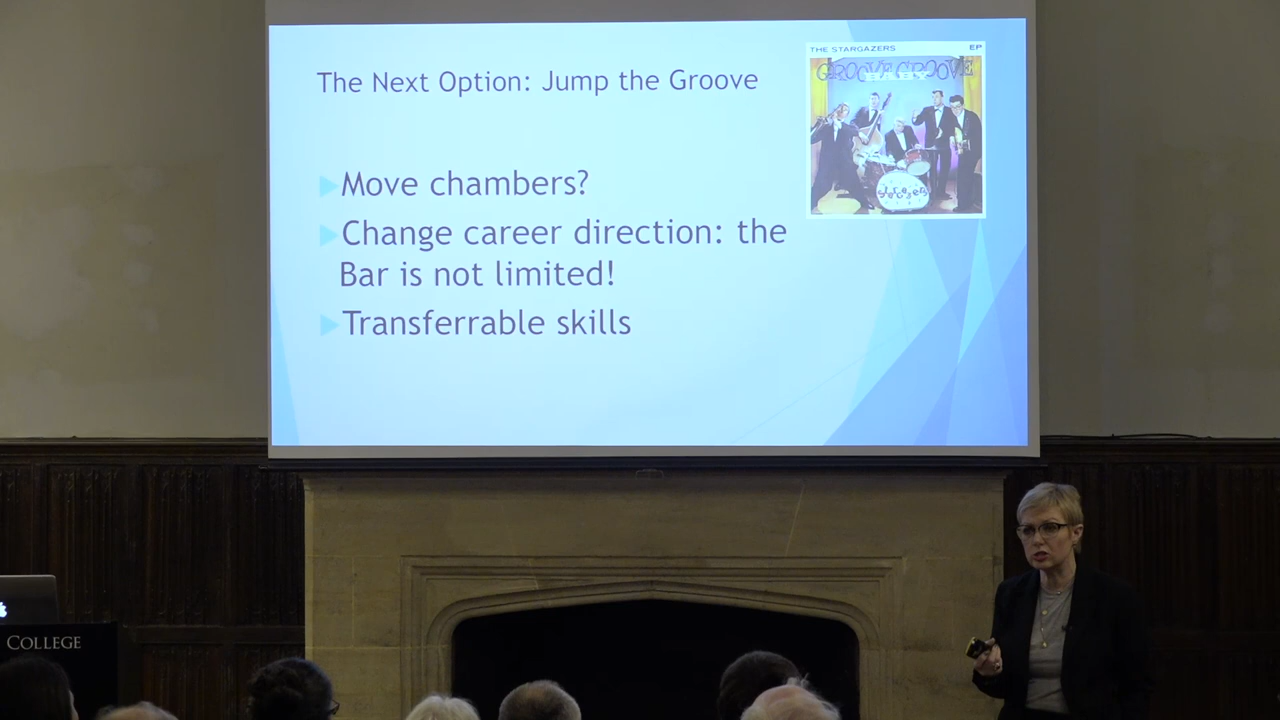 The Next Option: Jump the Groove
THE STARGAZERS EP
GROOVE GROOVE
BABY
Move chambers?
Change career direction: the
Bar is not limited!
Transferrable skills
COLLEGE